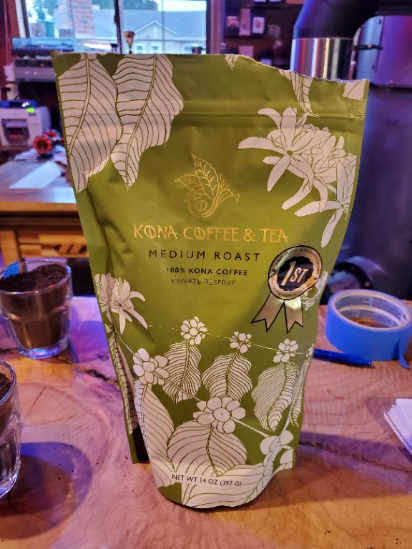 KONA COFFEE & TEA
MEDIUM ROAST
100% KONA COFFEE
PRIVATE RESERVE
1ST
NET WT 14 OZ (397 G)